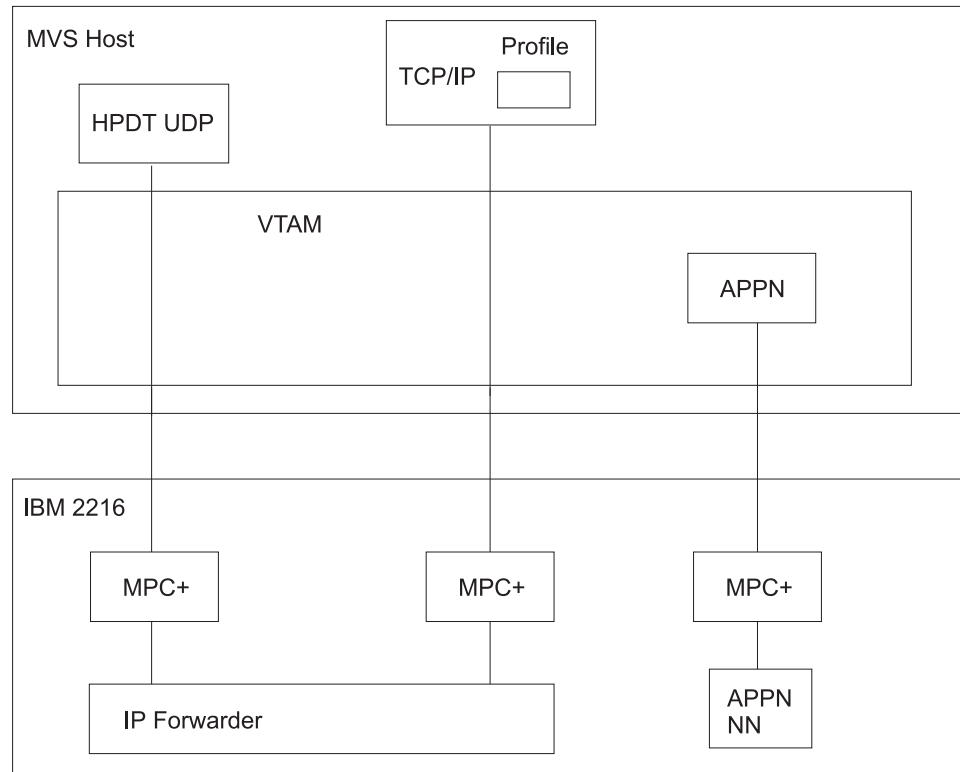 MVS Host
Profile
TCP/IP
HPDT UDP
VTAM
APPN
IBM 2216
MPC+
MPC+
MPC+
IP Forwarder
APPN
NN